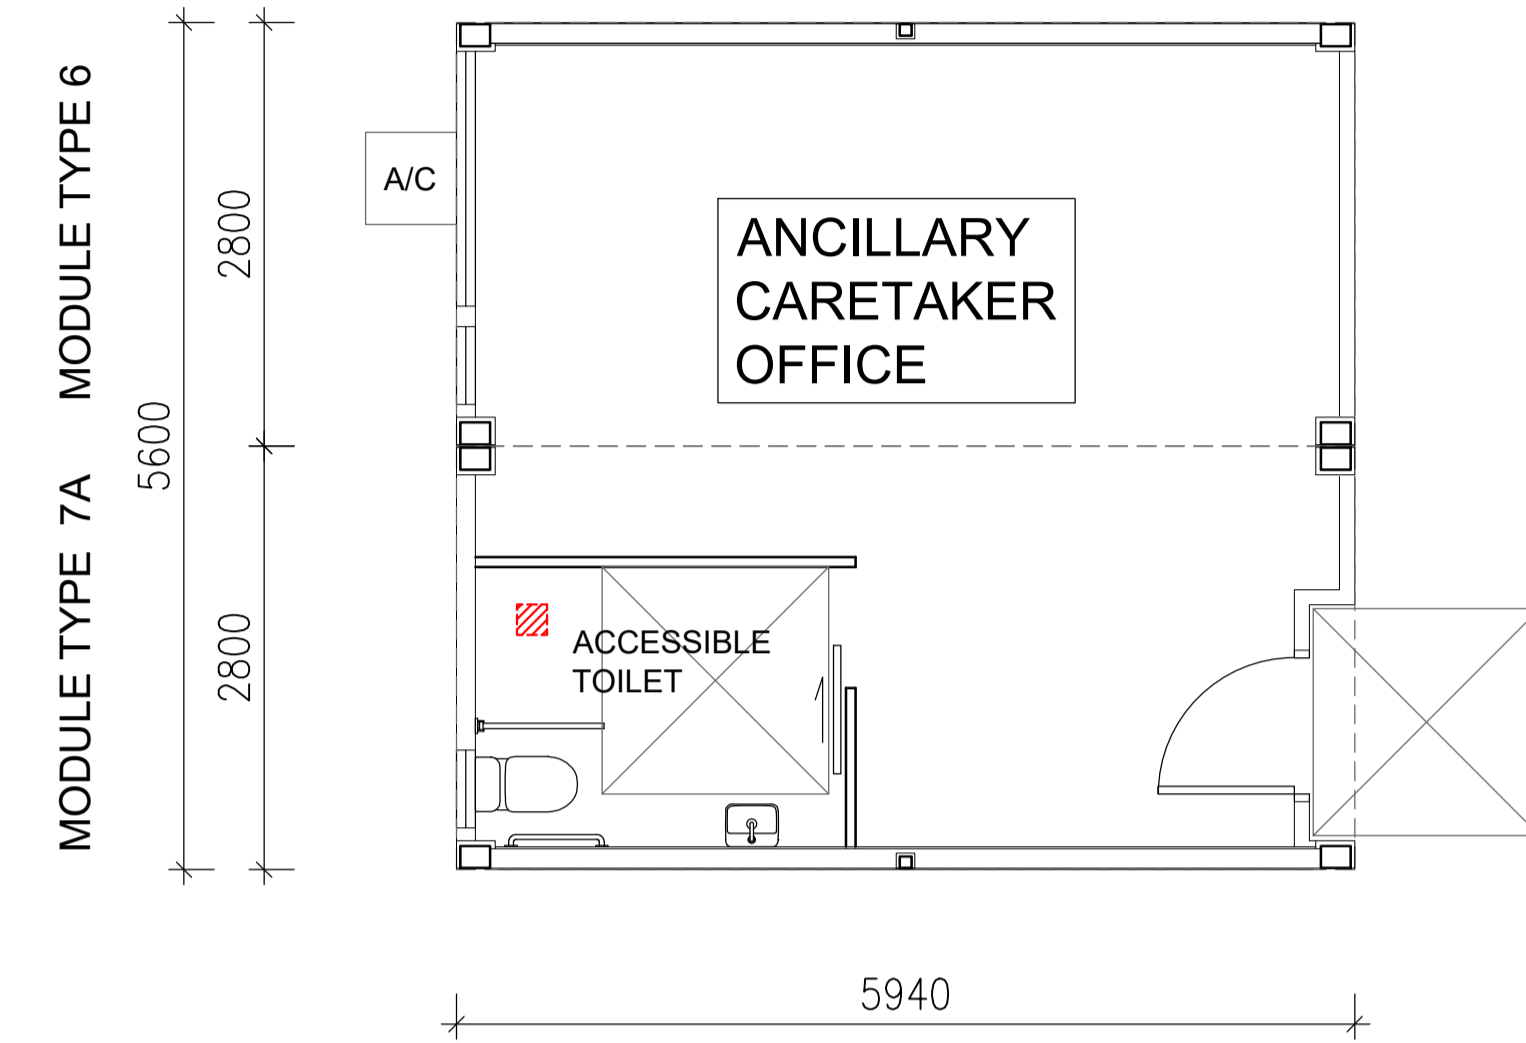 MODULE TYPE 6
MODULE TYPE 7A
5600
2800
2800
A/C
ANCILLARY
CARETAKER
OFFICE
ACCESSIBLE
TOILET
5940